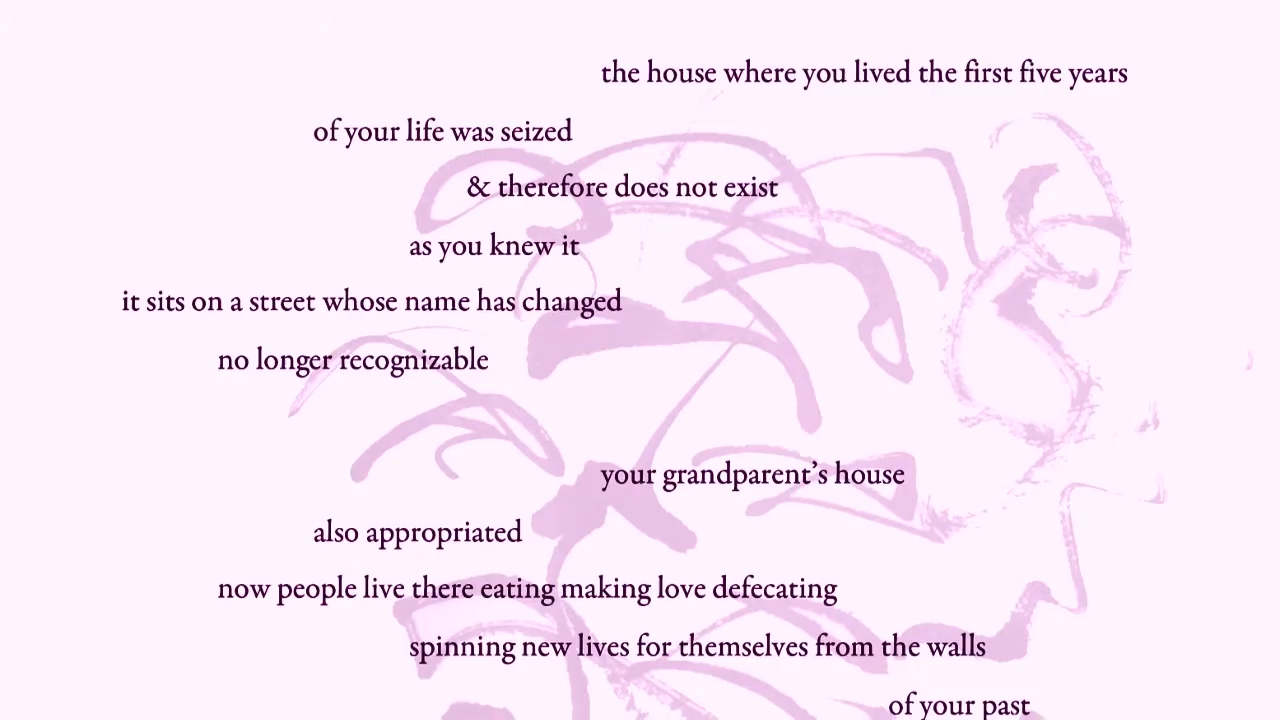 the house where you lived the first five years
of your life was seized
& therefore does not exist
as you knew it
it sits on a street whose name has changed
no longer recognizable
your grandparent’s house
also appropriated
now people live there eating making love defecating
spinning new lives for themselves from the walls
of your past